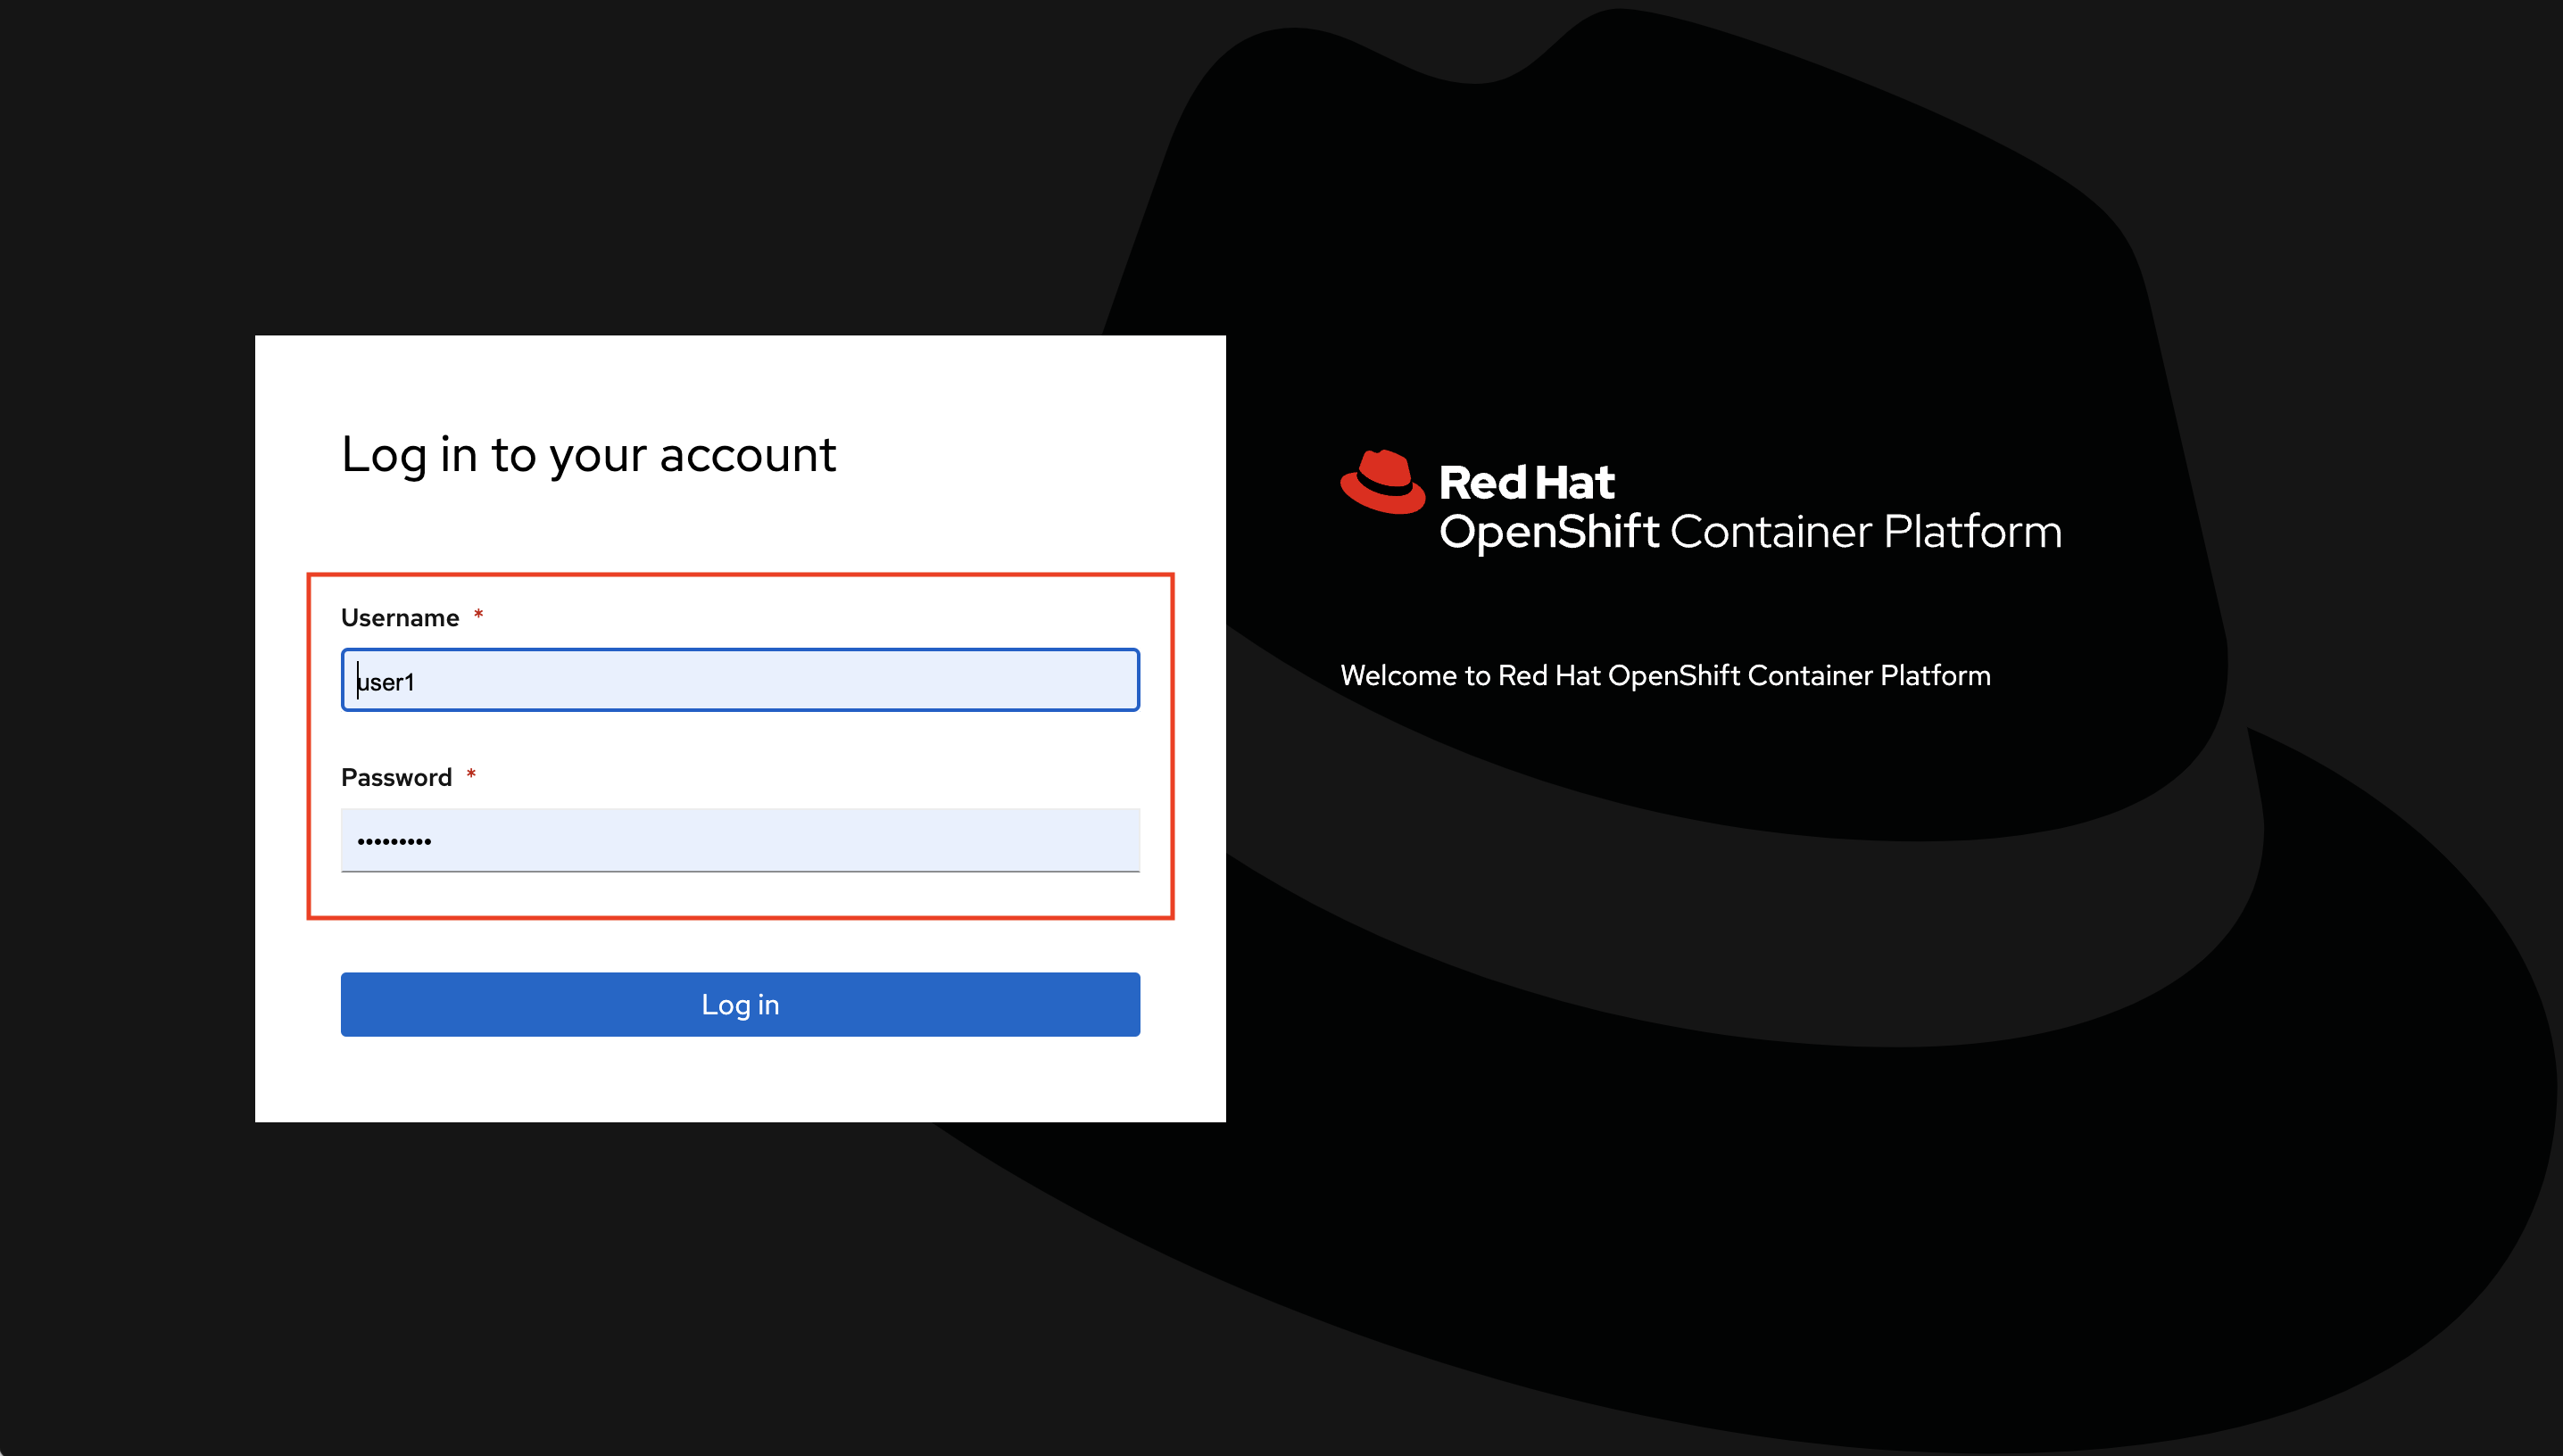 Log in to your account
Username *
user1
Password *
•••••••••
Log in
Red Hat
OpenShift Container Platform
Welcome to Red Hat OpenShift Container Platform